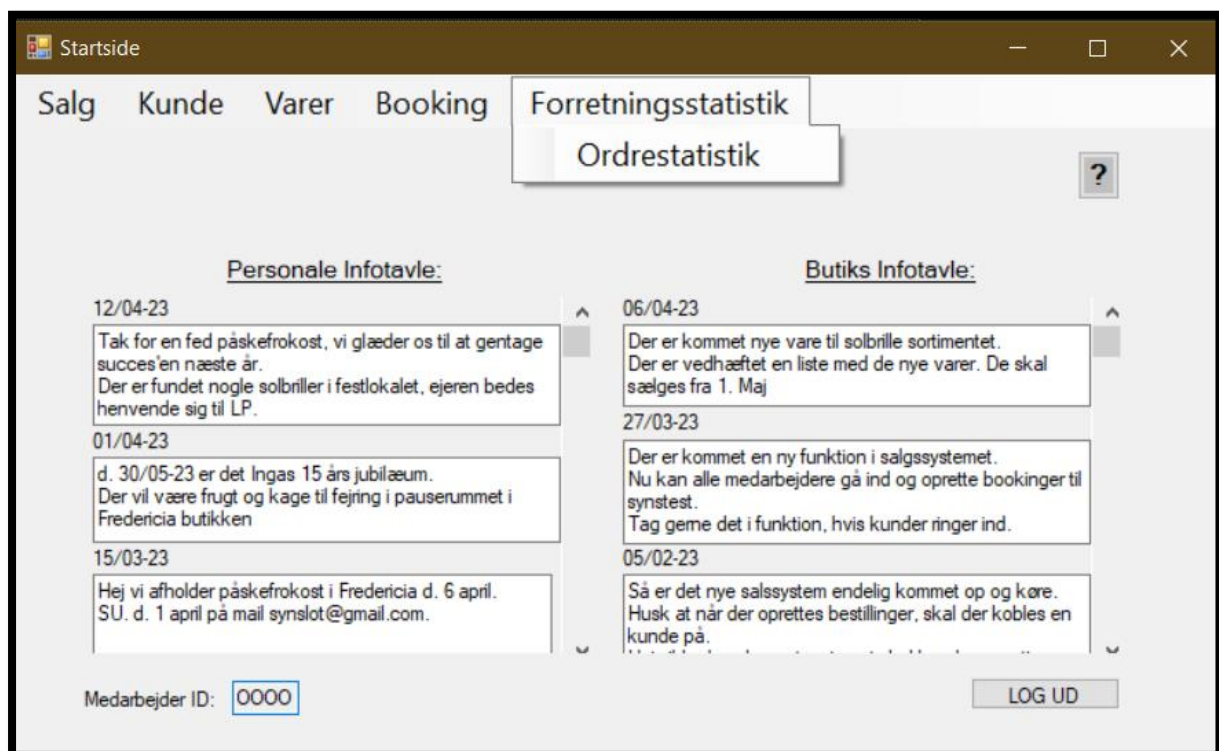 Startside
Salg Kunde Varer Booking Forretningsstatistik
Ordrestatistik
?
Personale Infotavle:
12/04-23
Tak for en fed påskefrokost, vi glæder os til at gentage
succes'en næste år.
Der er fundet nogle solbriller i festlokalet, ejeren bedes
henvende sig til LP.
01/04-23
d. 30/05-23 er det Ingas 15 års jubilæum.
Der vil være frugt og kage til fejring i pauserummet i
Fredericia butikken
15/03-23
Hej vi afholder påskefrokost i Fredericia d. 6 april.
SU. d. 1 april på mail synslot@gmail.com.
Butiks Infotavle:
06/04-23
Der er kommet nye vare til solbrille sortimentet.
Der er vedhæftet en liste med de nye varer. De skal
sælges fra 1. Maj
27/03-23
Der er kommet en ny funktion i salgssystemet.
Nu kan alle medarbejdere gå ind og oprette bookinger til
synstest.
Tag gerne det i funktion, hvis kunder ringer ind.
05/02-23
Så er det nye salssystem endelig kommet op og køre.
Husk at når der oprettes bestillinger, skal der kobles en
kunde på.
Medarbejder ID: 0000
LOG UD